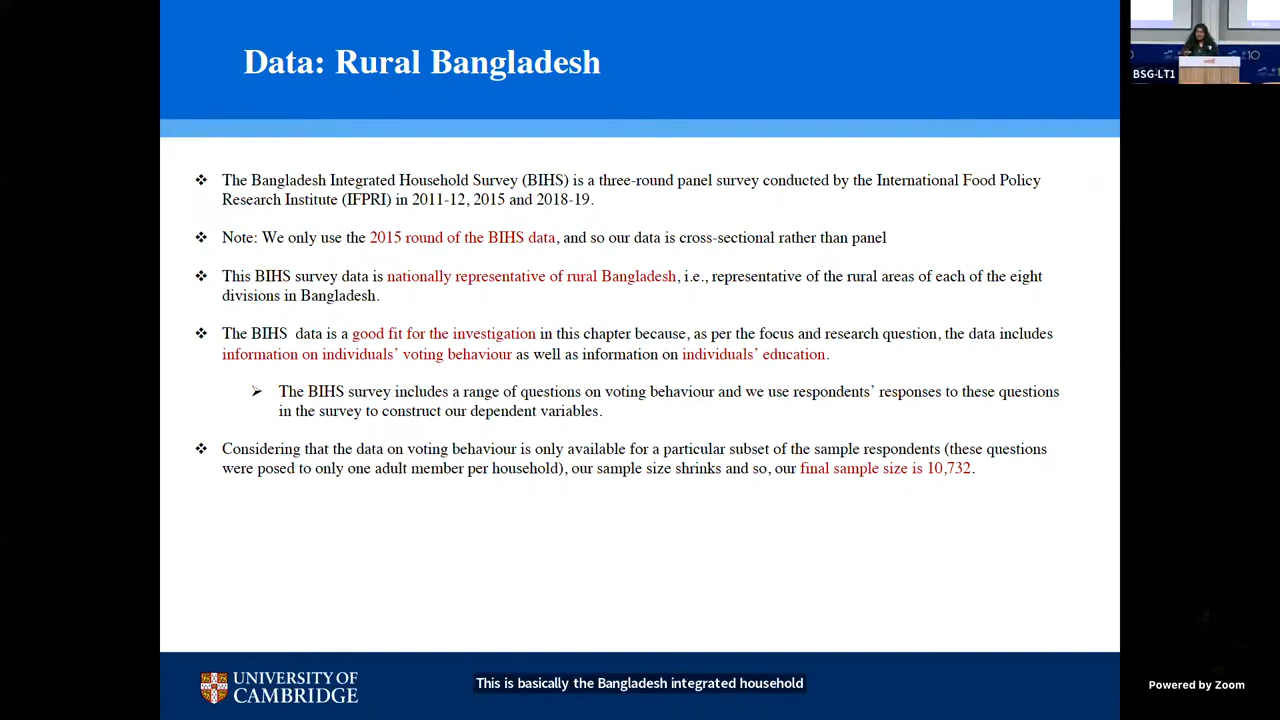 Data: Rural Bangladesh
BSG-LT1
❖ The Bangladesh Integrated Household Survey (BIHS) is a three-round panel survey conducted by the International Food Policy
Research Institute (IFPRI) in 2011-12, 2015 and 2018-19.
❖ Note: We only use the 2015 round of the BIHS data, and so our data is cross-sectional rather than panel
❖ This BIHS survey data is nationally representative of rural Bangladesh, i.e., representative of the rural areas of each of the eight
divisions in Bangladesh.
❖ The BIHS data is a good fit for the investigation in this chapter because, as per the focus and research question, the data includes
information on individuals’ voting behaviour as well as information on individuals’ education.
➢ The BIHS survey includes a range of questions on voting behaviour and we use respondents’ responses to these questions
in the survey to construct our dependent variables.
❖ Considering that the data on voting behaviour is only available for a particular subset of the sample respondents (these questions
were posed to only one adult member per household), our sample size shrinks and so, our final sample size is 10,732.
UNIVERSITY OF
CAMBRIDGE
This is basically the Bangladesh integrated household
Powered by Zoom